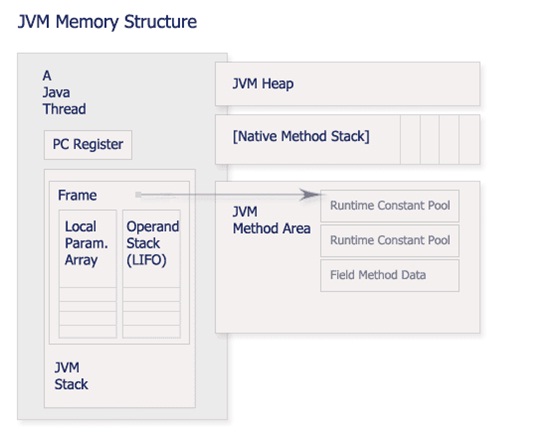 JVM Memory Structure
A
Java
Thread
PC Register
Frame
Local
Param.
Array
Operand
Stack
(LIFO)
JVM
Stack
JVM Heap
[Native Method Stack]
JVM
Method Area
Runtime Constant Pool
Runtime Constant Pool
Field Method Data